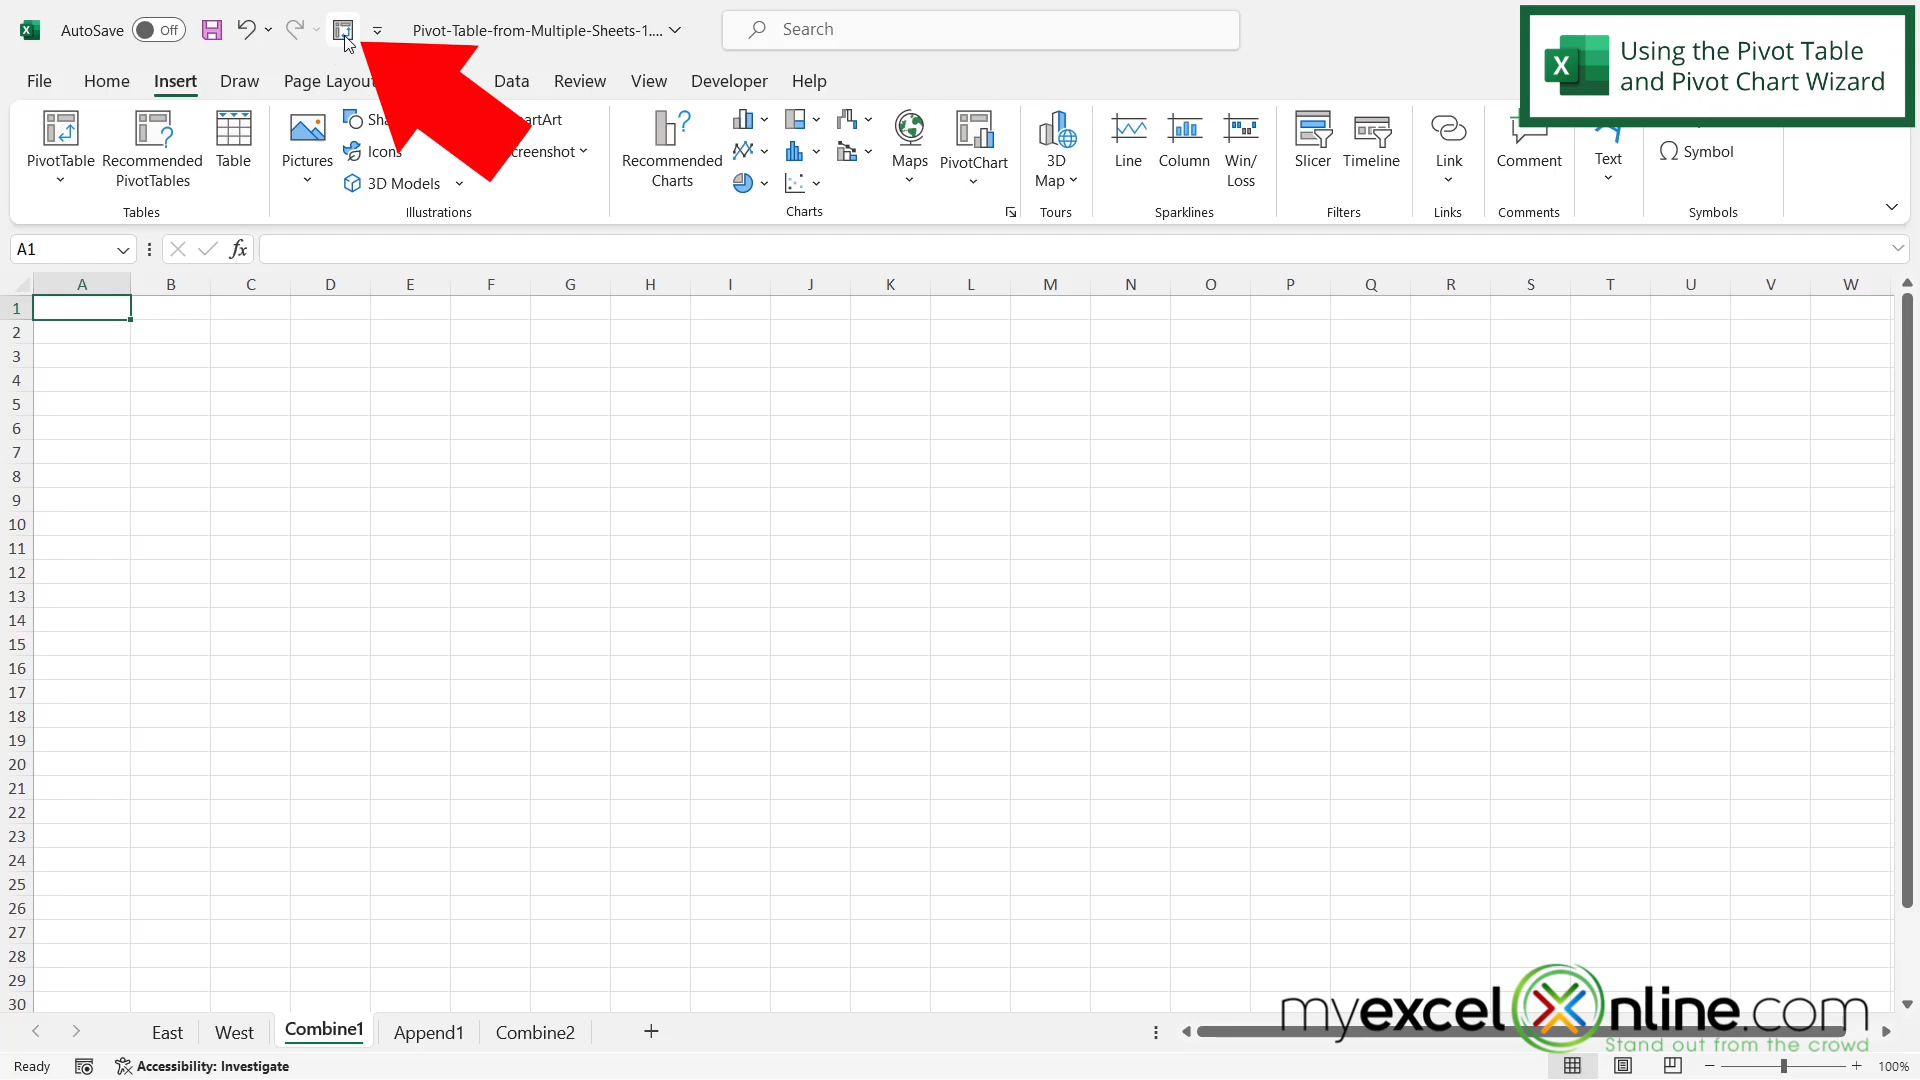 AutoSave Off Pivot-Table-from-Multiple-Sheets-1.... Search
Using the Pivot Table
and Pivot Chart Wizard
File Home Insert Draw Page Layout Data Review View Developer Help
PivotTable
Recommended
PivotTables
Table
Tables
Pictures
Icons
3D Models
Illustrations
Recommended
Charts
Maps
PivotChart
Charts
3D
Map
Tours
Line
Column
Win/
Loss
Sparklines
Slicer
Timeline
Filters
Link
Links
Comment
Comments
Text
Symbol
Symbols
A1 fx
A B C D E F G H I J K L M N O P Q R S T U V W
1
2
3
4
5
6
7
8
9
10
11
12
13
14
15
16
17
18
19
20
21
22
23
24
25
26
27
28
29
30
myexcelonline.com
Stand out from the crowd
East West Combine1 Append1 Combine2
Ready Accessibility: Investigate 100%